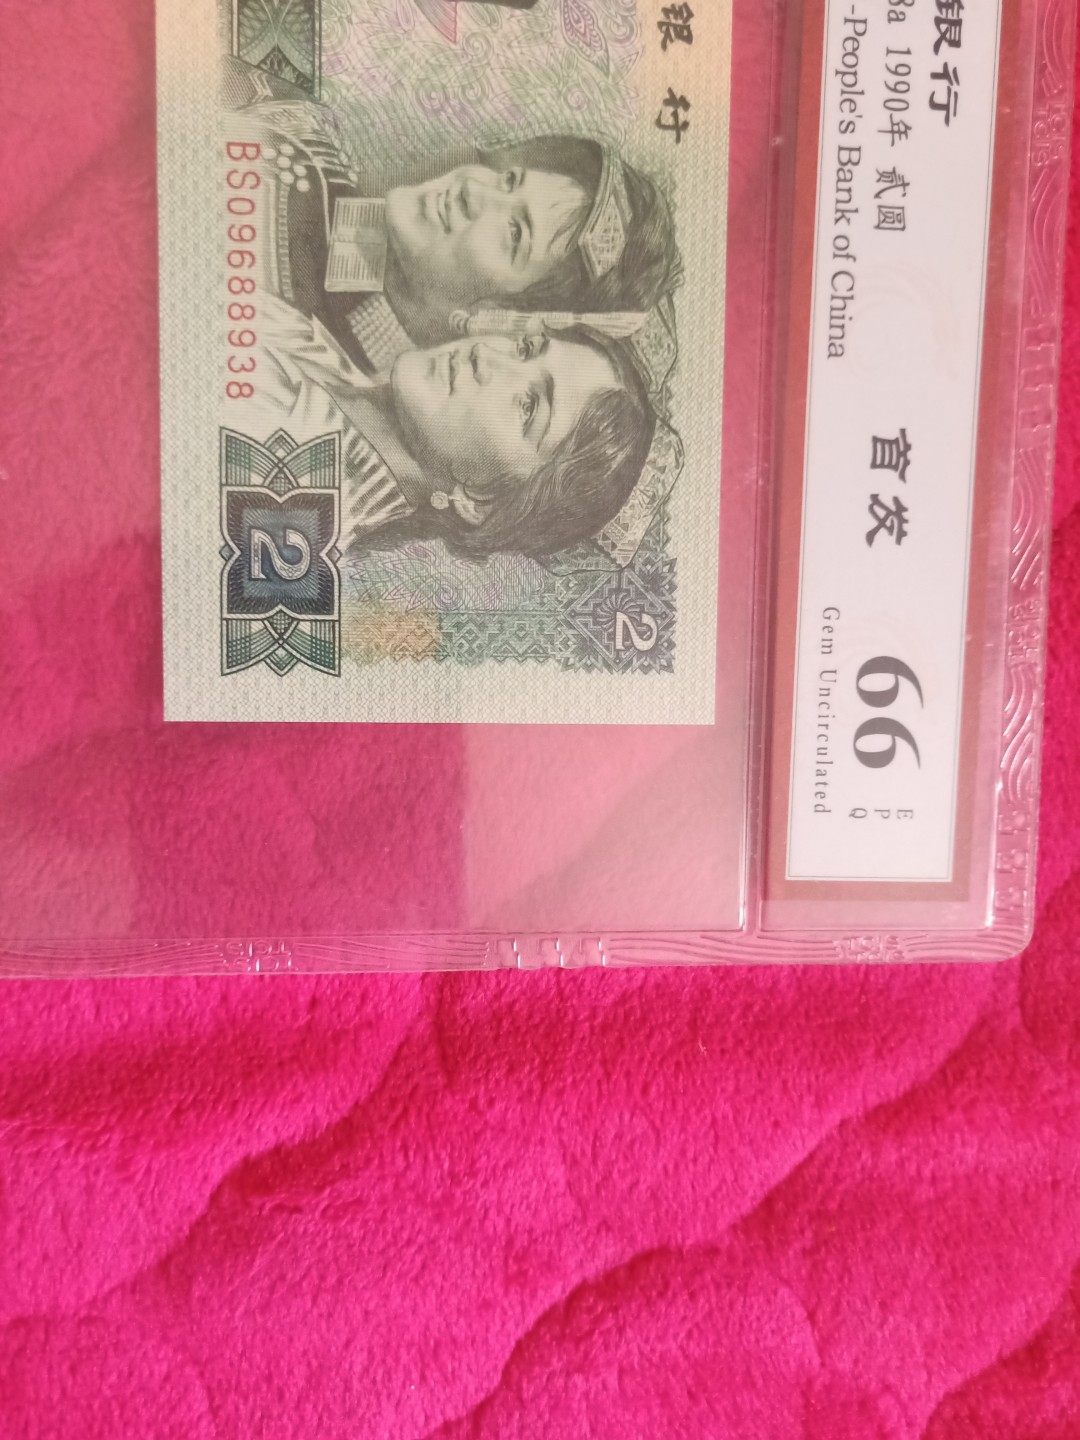 银行
8a 1990年 贰圆
-People's Bank of China
首发
66
E
P
Q
Gem Uncirculated
银行
BS09688938
2
2